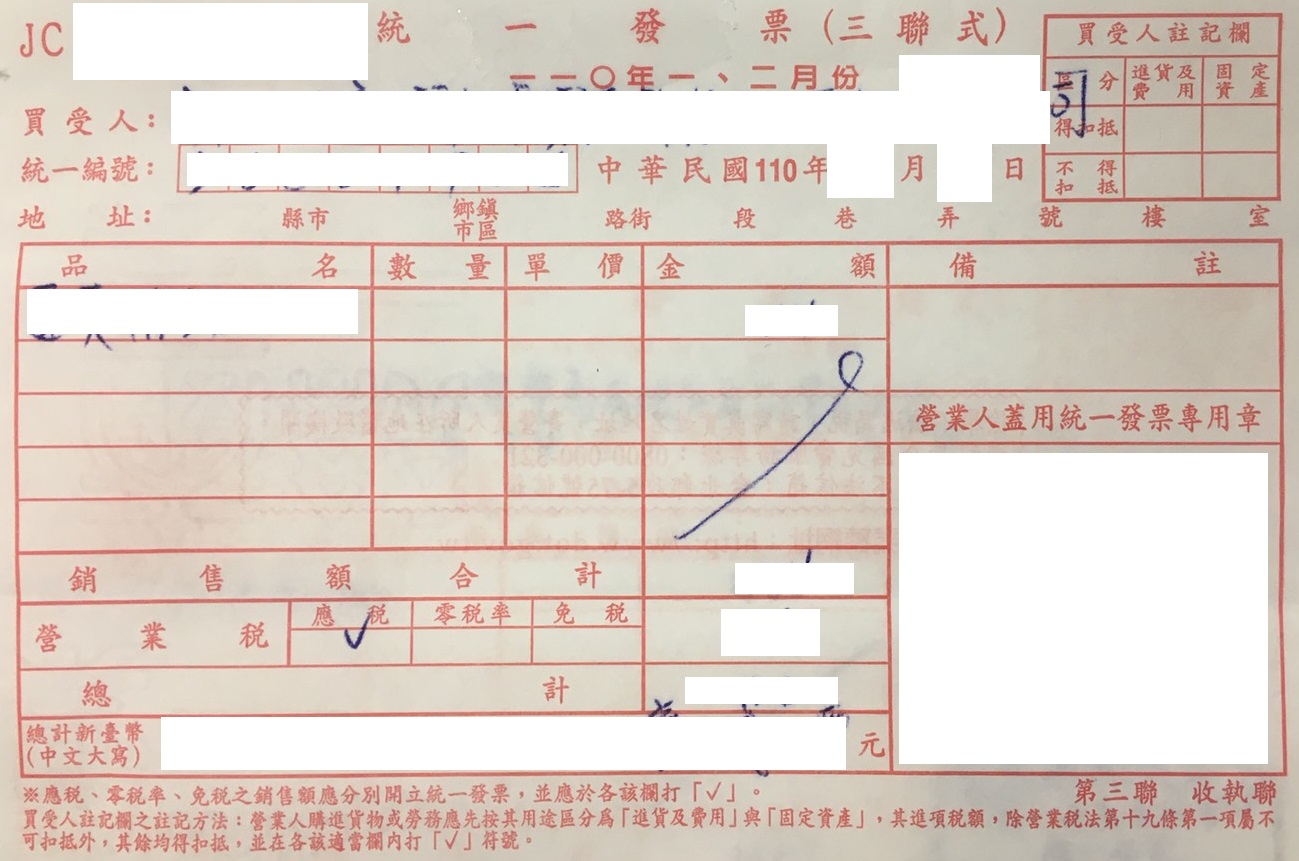 JC 統一發票(三聯式)
一一〇年一、二月份
買受人註記欄
區分 進貨及費用 固定資產
得扣抵
不得扣抵
買受人: 司
統一編號: 中華民國110年 月 日
地址: 縣市 鄉鎮市區 路街 段 巷 弄 號 樓 室
品名 數量 單價 金額 備註
營業人蓋用統一發票專用章
銷售額合計
營業稅 應稅 零稅率 免稅
✓
總計
總計新臺幣(中文大寫) 元
※應稅、零稅率、免稅之銷售額應分別開立統一發票,並應於各該欄打「✓」。
第三聯 收執聯
買受人註記欄之註記方法:營業人購進貨物或勞務應先按其用途區分為「進貨及費用」與「固定資產」,其進項稅額,除營業稅法第十九條第一項屬不
可扣抵外,其餘均得扣抵,並在各該適當欄內打「✓」符號。